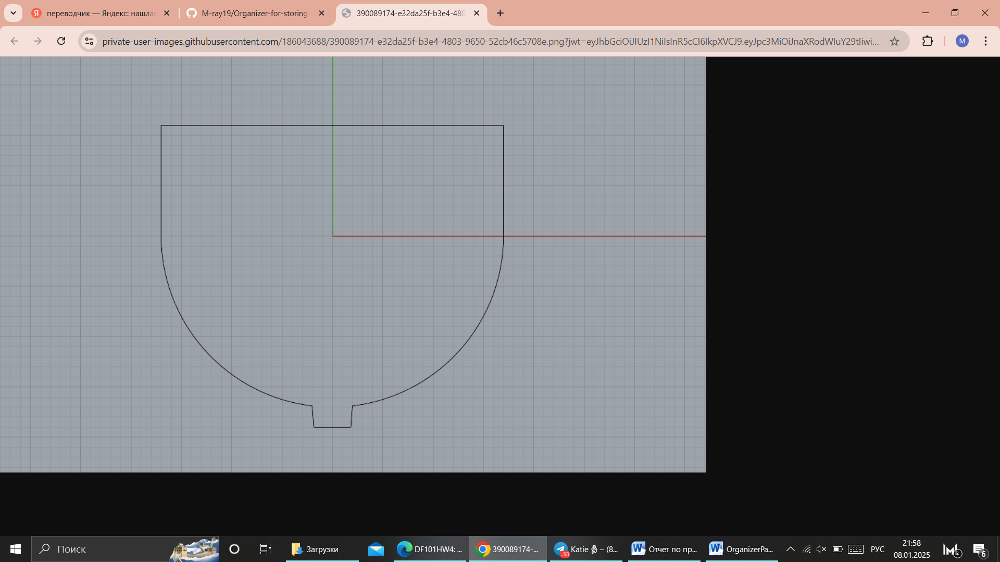 переводчик — Яндекс: нашла
M-ray19/Organizer-for-storing-
390089174-e32da25f-b3e4-480
private-user-images.githubusercontent.com/186043688/390089174-e32da25f-b3e4-4803-9650-52cb46c5708e.png?jwt=eyJhbGciOiJIUzI1NiIsInR5cCI6IkpXVCJ9.eyJpc3MiOiJnaXRodWIuY29tIiwi...
M
Поиск
Загрузки
DF101HW4: ...
390089174-...
..50
Katie – (8...
Отчет по пр...
OrganizerPa...
РУС
21:58
08.01.2025
2
6